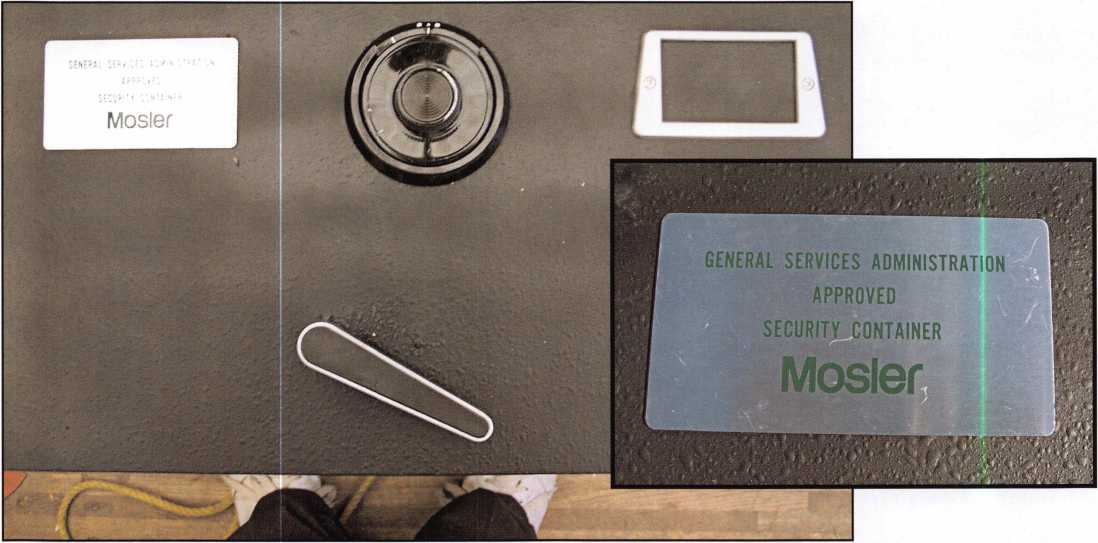 GENERAL SERVICES ADMINISTRATION
APPROVED
SECURITY CONTAINER
Mosler
GENERAL SERVICES ADMINISTRATION
APPROVED
SECURITY CONTAINER
Mosler